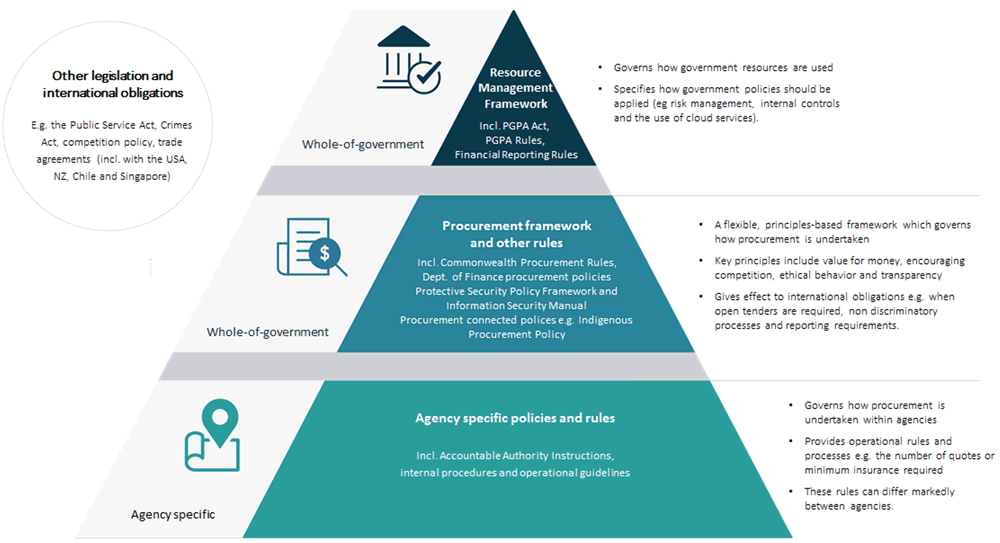 Other legislation and
international obligations
E.g. the Public Service Act, Crimes
Act, competition policy, trade
agreements (incl. with the USA,
NZ, Chile and Singapore)
Whole-of-government
Resource
Management
Framework
Incl. PGPA Act,
PGPA Rules,
Financial Reporting Rules
• Governs how government resources are used
• Specifies how government policies should be
applied (eg risk management, internal controls
and the use of cloud services).
$
Whole-of-government
Procurement framework
and other rules
Incl. Commonwealth Procurement Rules,
Dept. of Finance procurement policies
Protective Security Policy Framework and
Information Security Manual
Procurement connected polices e.g. Indigenous
Procurement Policy
• A flexible, principles-based framework which governs
how procurement is undertaken
• Key principles include value for money, encouraging
competition, ethical behavior and transparency
• Gives effect to international obligations e.g. when
open tenders are required, non discriminatory
processes and reporting requirements.
Agency specific
Agency specific policies and rules
Incl. Accountable Authority Instructions,
internal procedures and operational guidelines
• Governs how procurement is
undertaken within agencies
• Provides operational rules and
processes e.g. the number of quotes or
minimum insurance required
• These rules can differ markedly
between agencies.